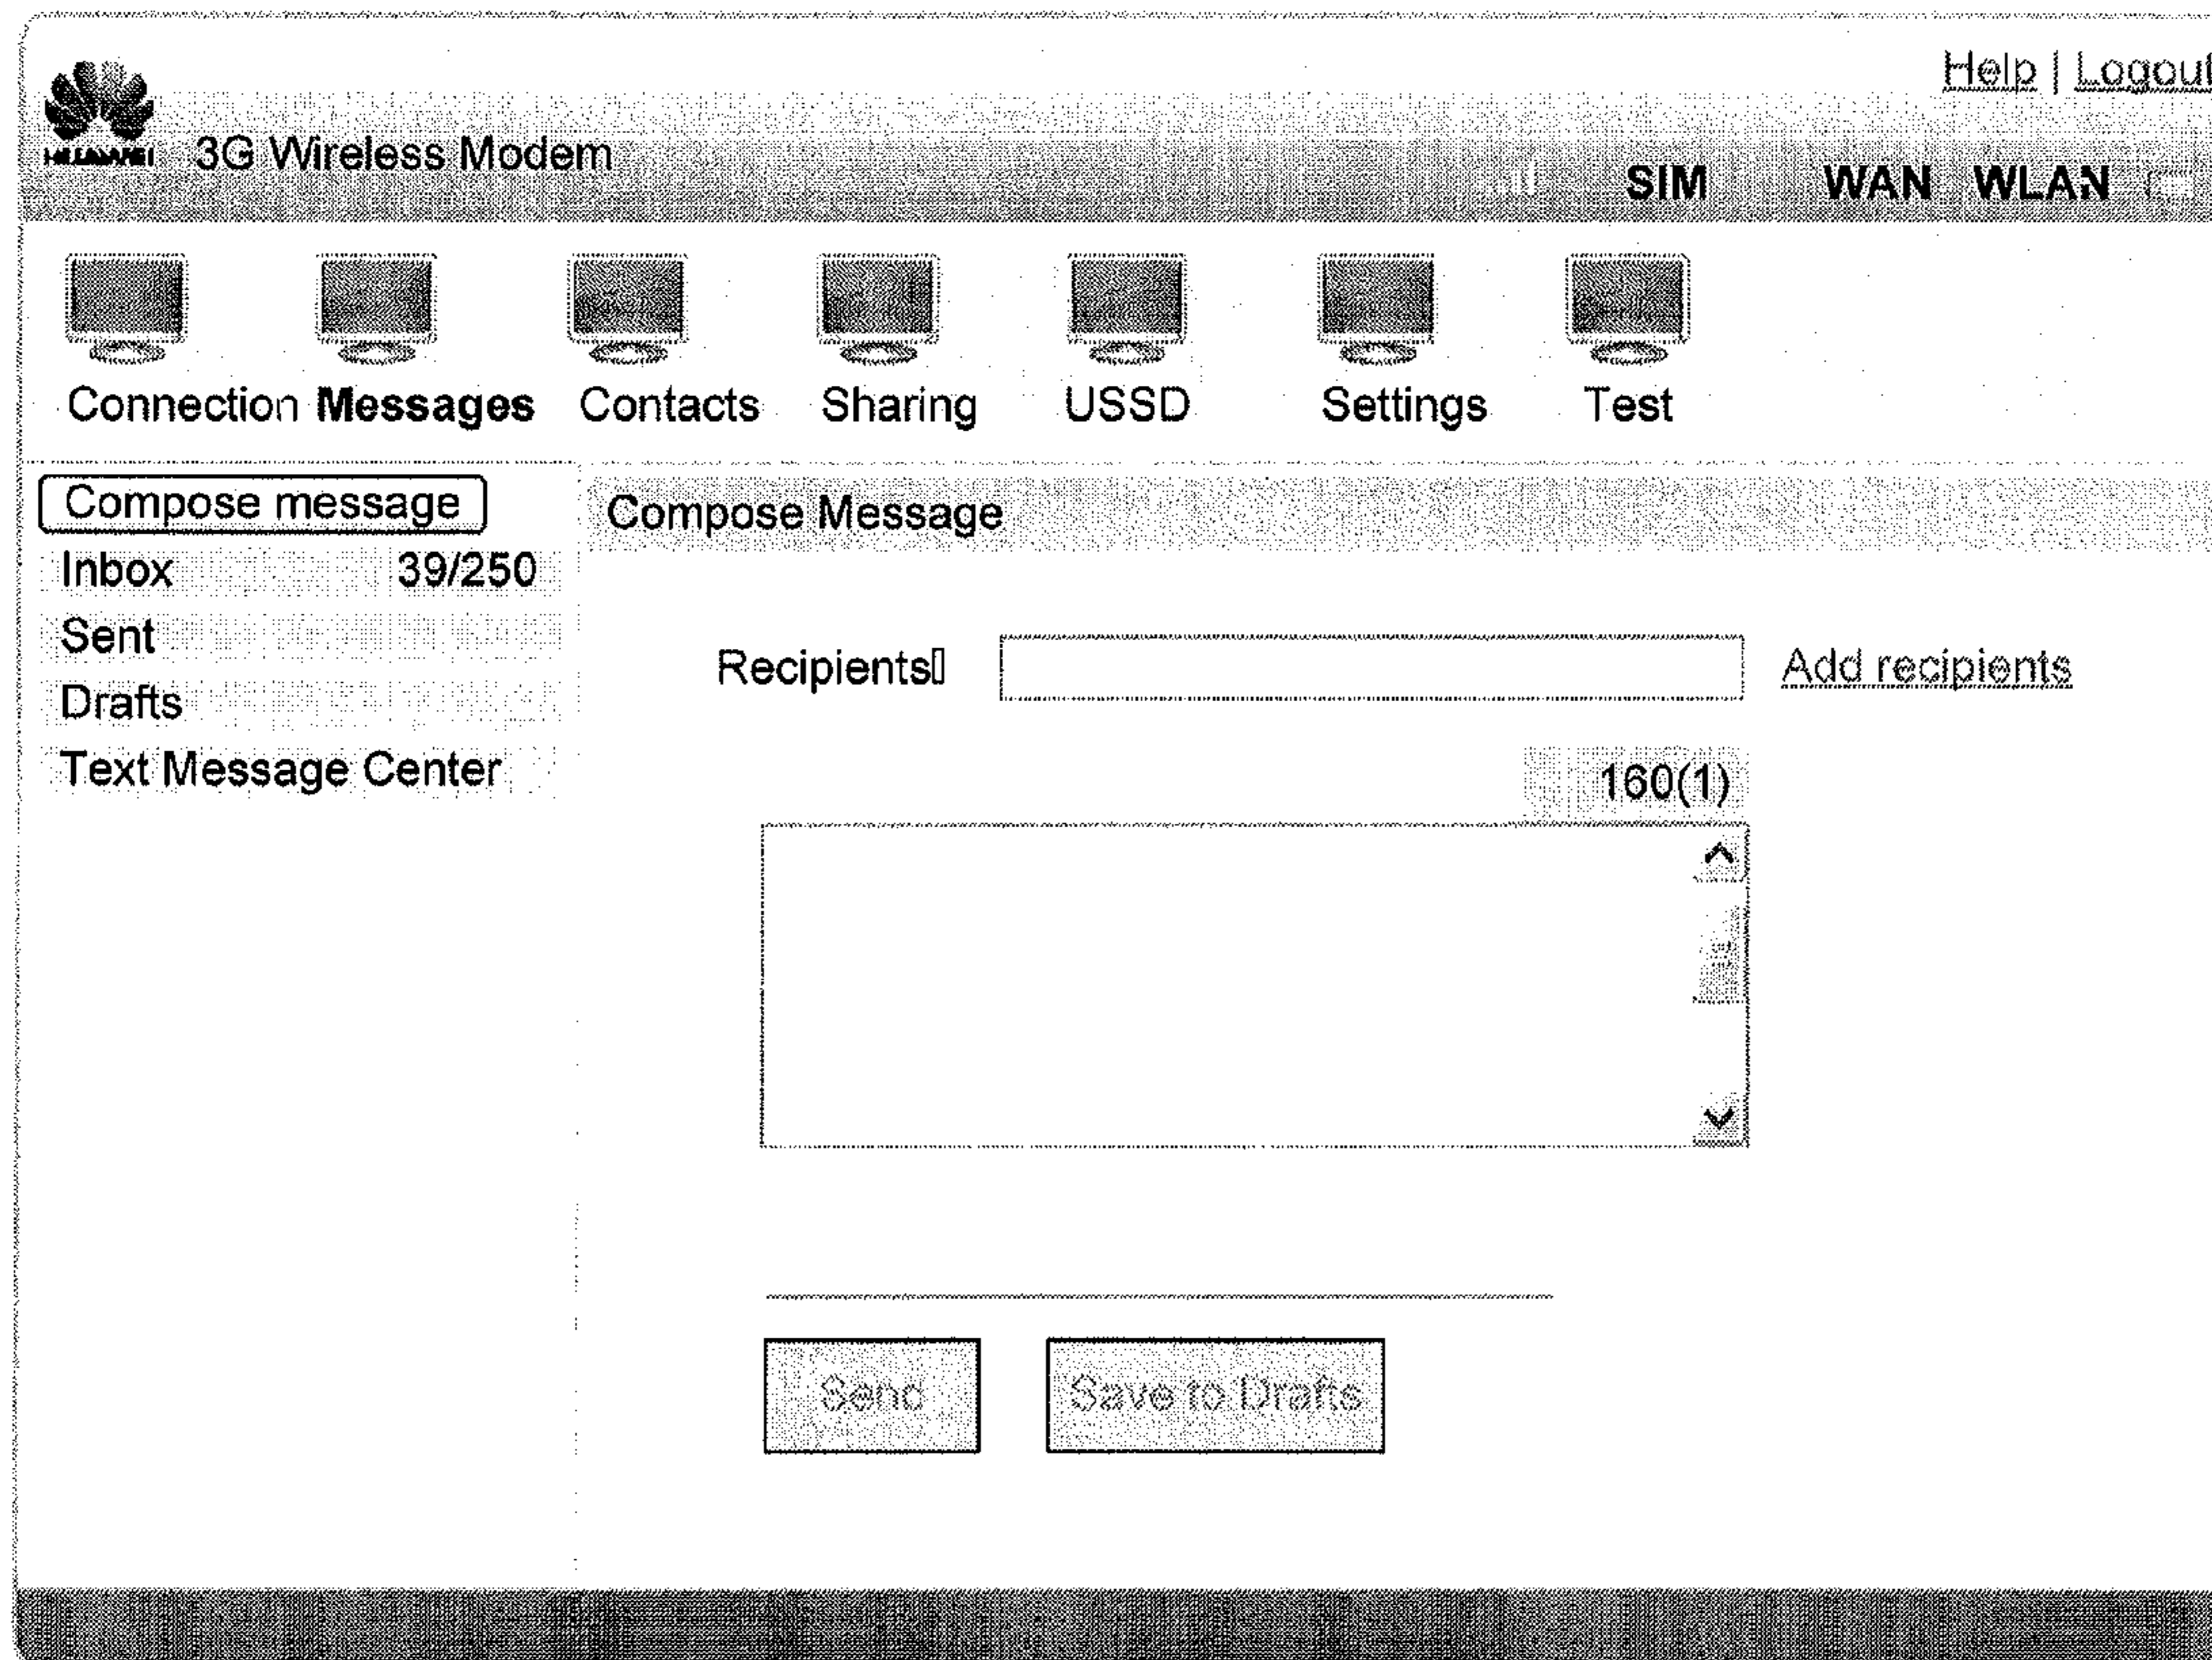 Help | Logout
HUAWEI 3G Wireless Modem
SIM WAN WLAN
Connection Messages Contacts Sharing USSD Settings Test
Compose message
Inbox 39/250
Sent
Drafts
Text Message Center
Compose Message
Recipients Add recipients
160(1)
Send Save to Drafts